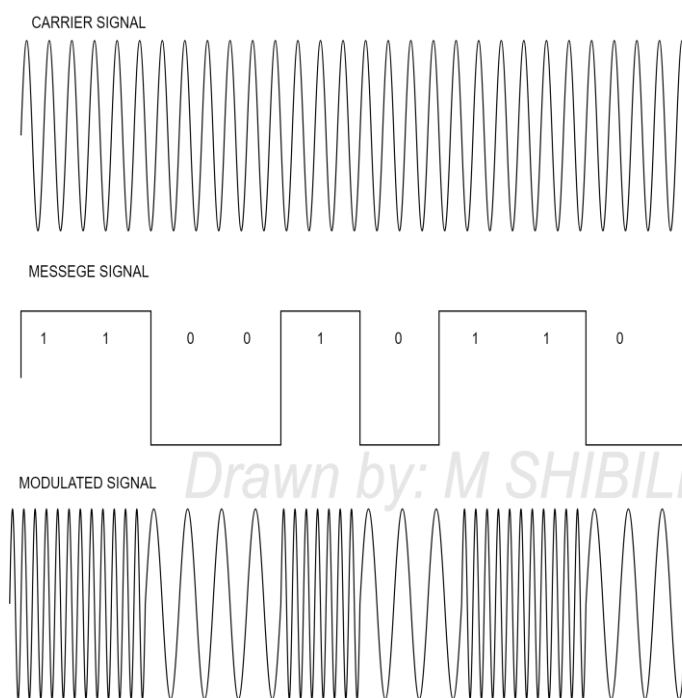 CARRIER SIGNAL
MESSEGE SIGNAL
1 1 0 0 1 0 1 1 0
Drawn by: M SHIBILI
MODULATED SIGNAL